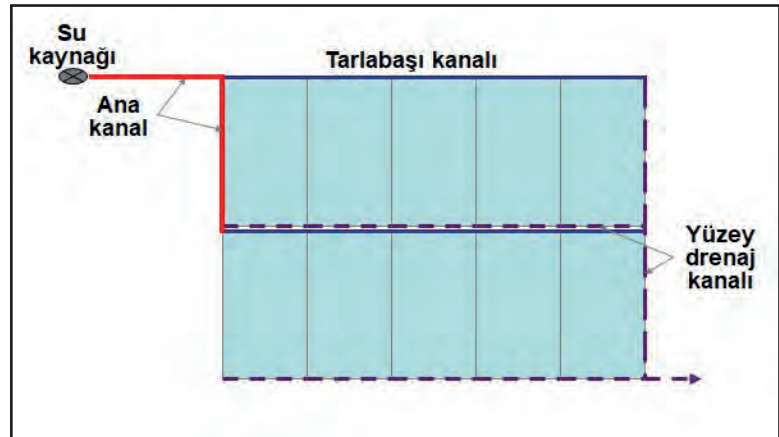 Su
kaynağı
Tarlabaşı kanalı
Ana
kanal
Yüzey
drenaj
kanalı